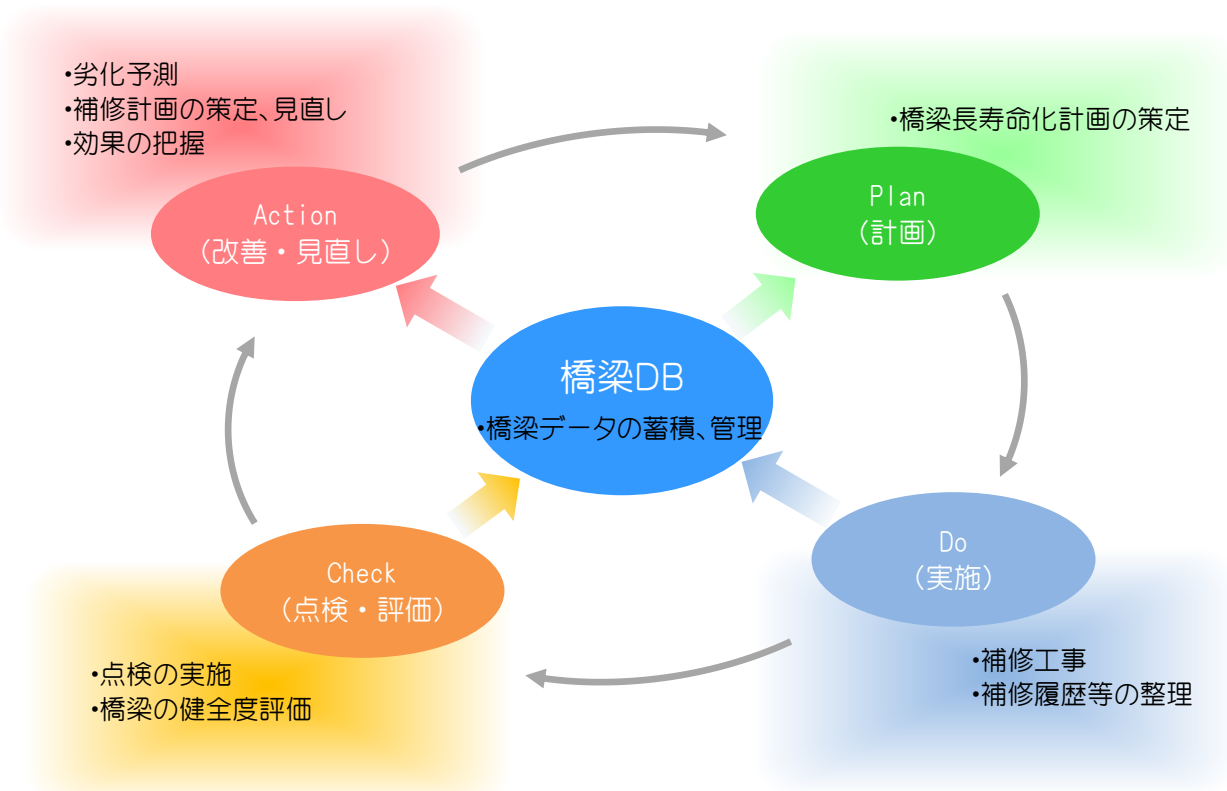 ・劣化予測
・補修計画の策定、見直し
・効果の把握
Action
（改善・見直し）
・橋梁長寿命化計画の策定
Plan
（計画）
橋梁DB
・橋梁データの蓄積、管理
Check
（点検・評価）
・点検の実施
・橋梁の健全度評価
Do
（実施）
・補修工事
・補修履歴等の整理